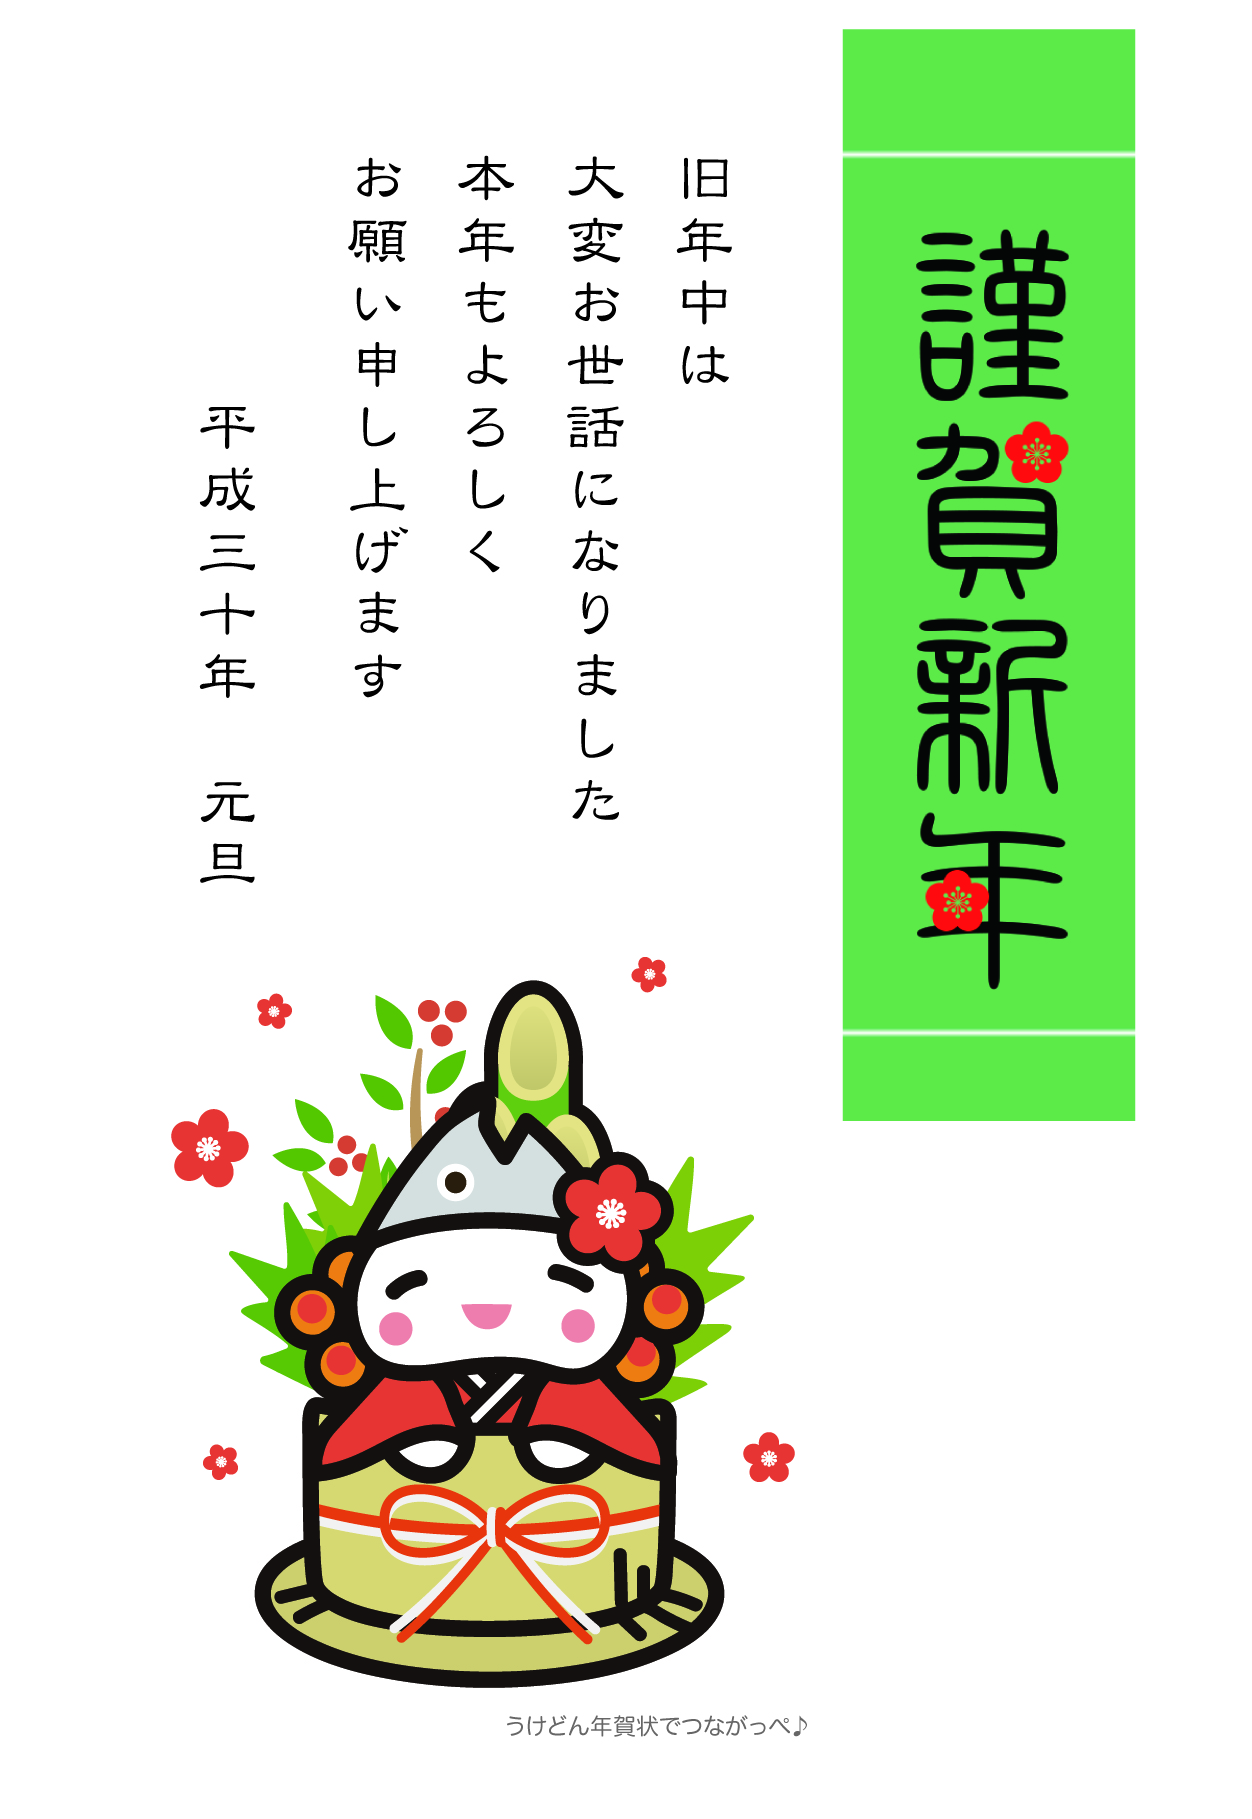 謹賀新年
旧年中は
大変お世話になりました
本年もよろしく
お願い申し上げます
平成三十年　元旦
うけどん年賀状でつながっぺ♪